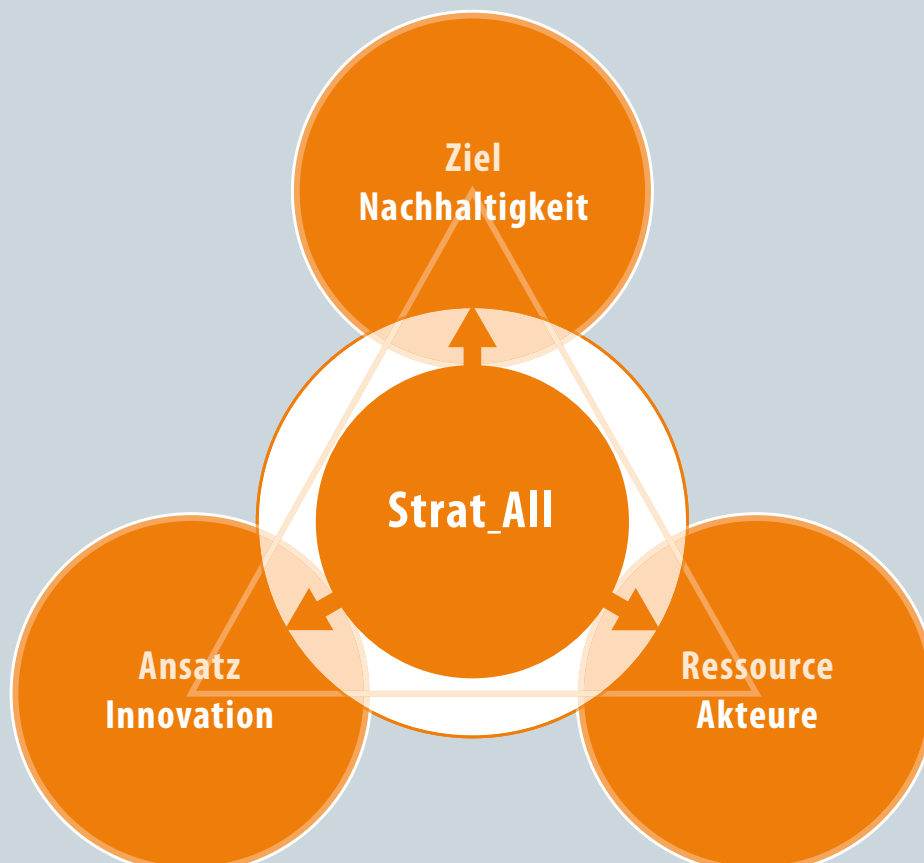 Ziel
Nachhaltigkeit
Strat_All
Ansatz
Innovation
Ressource
Akteure